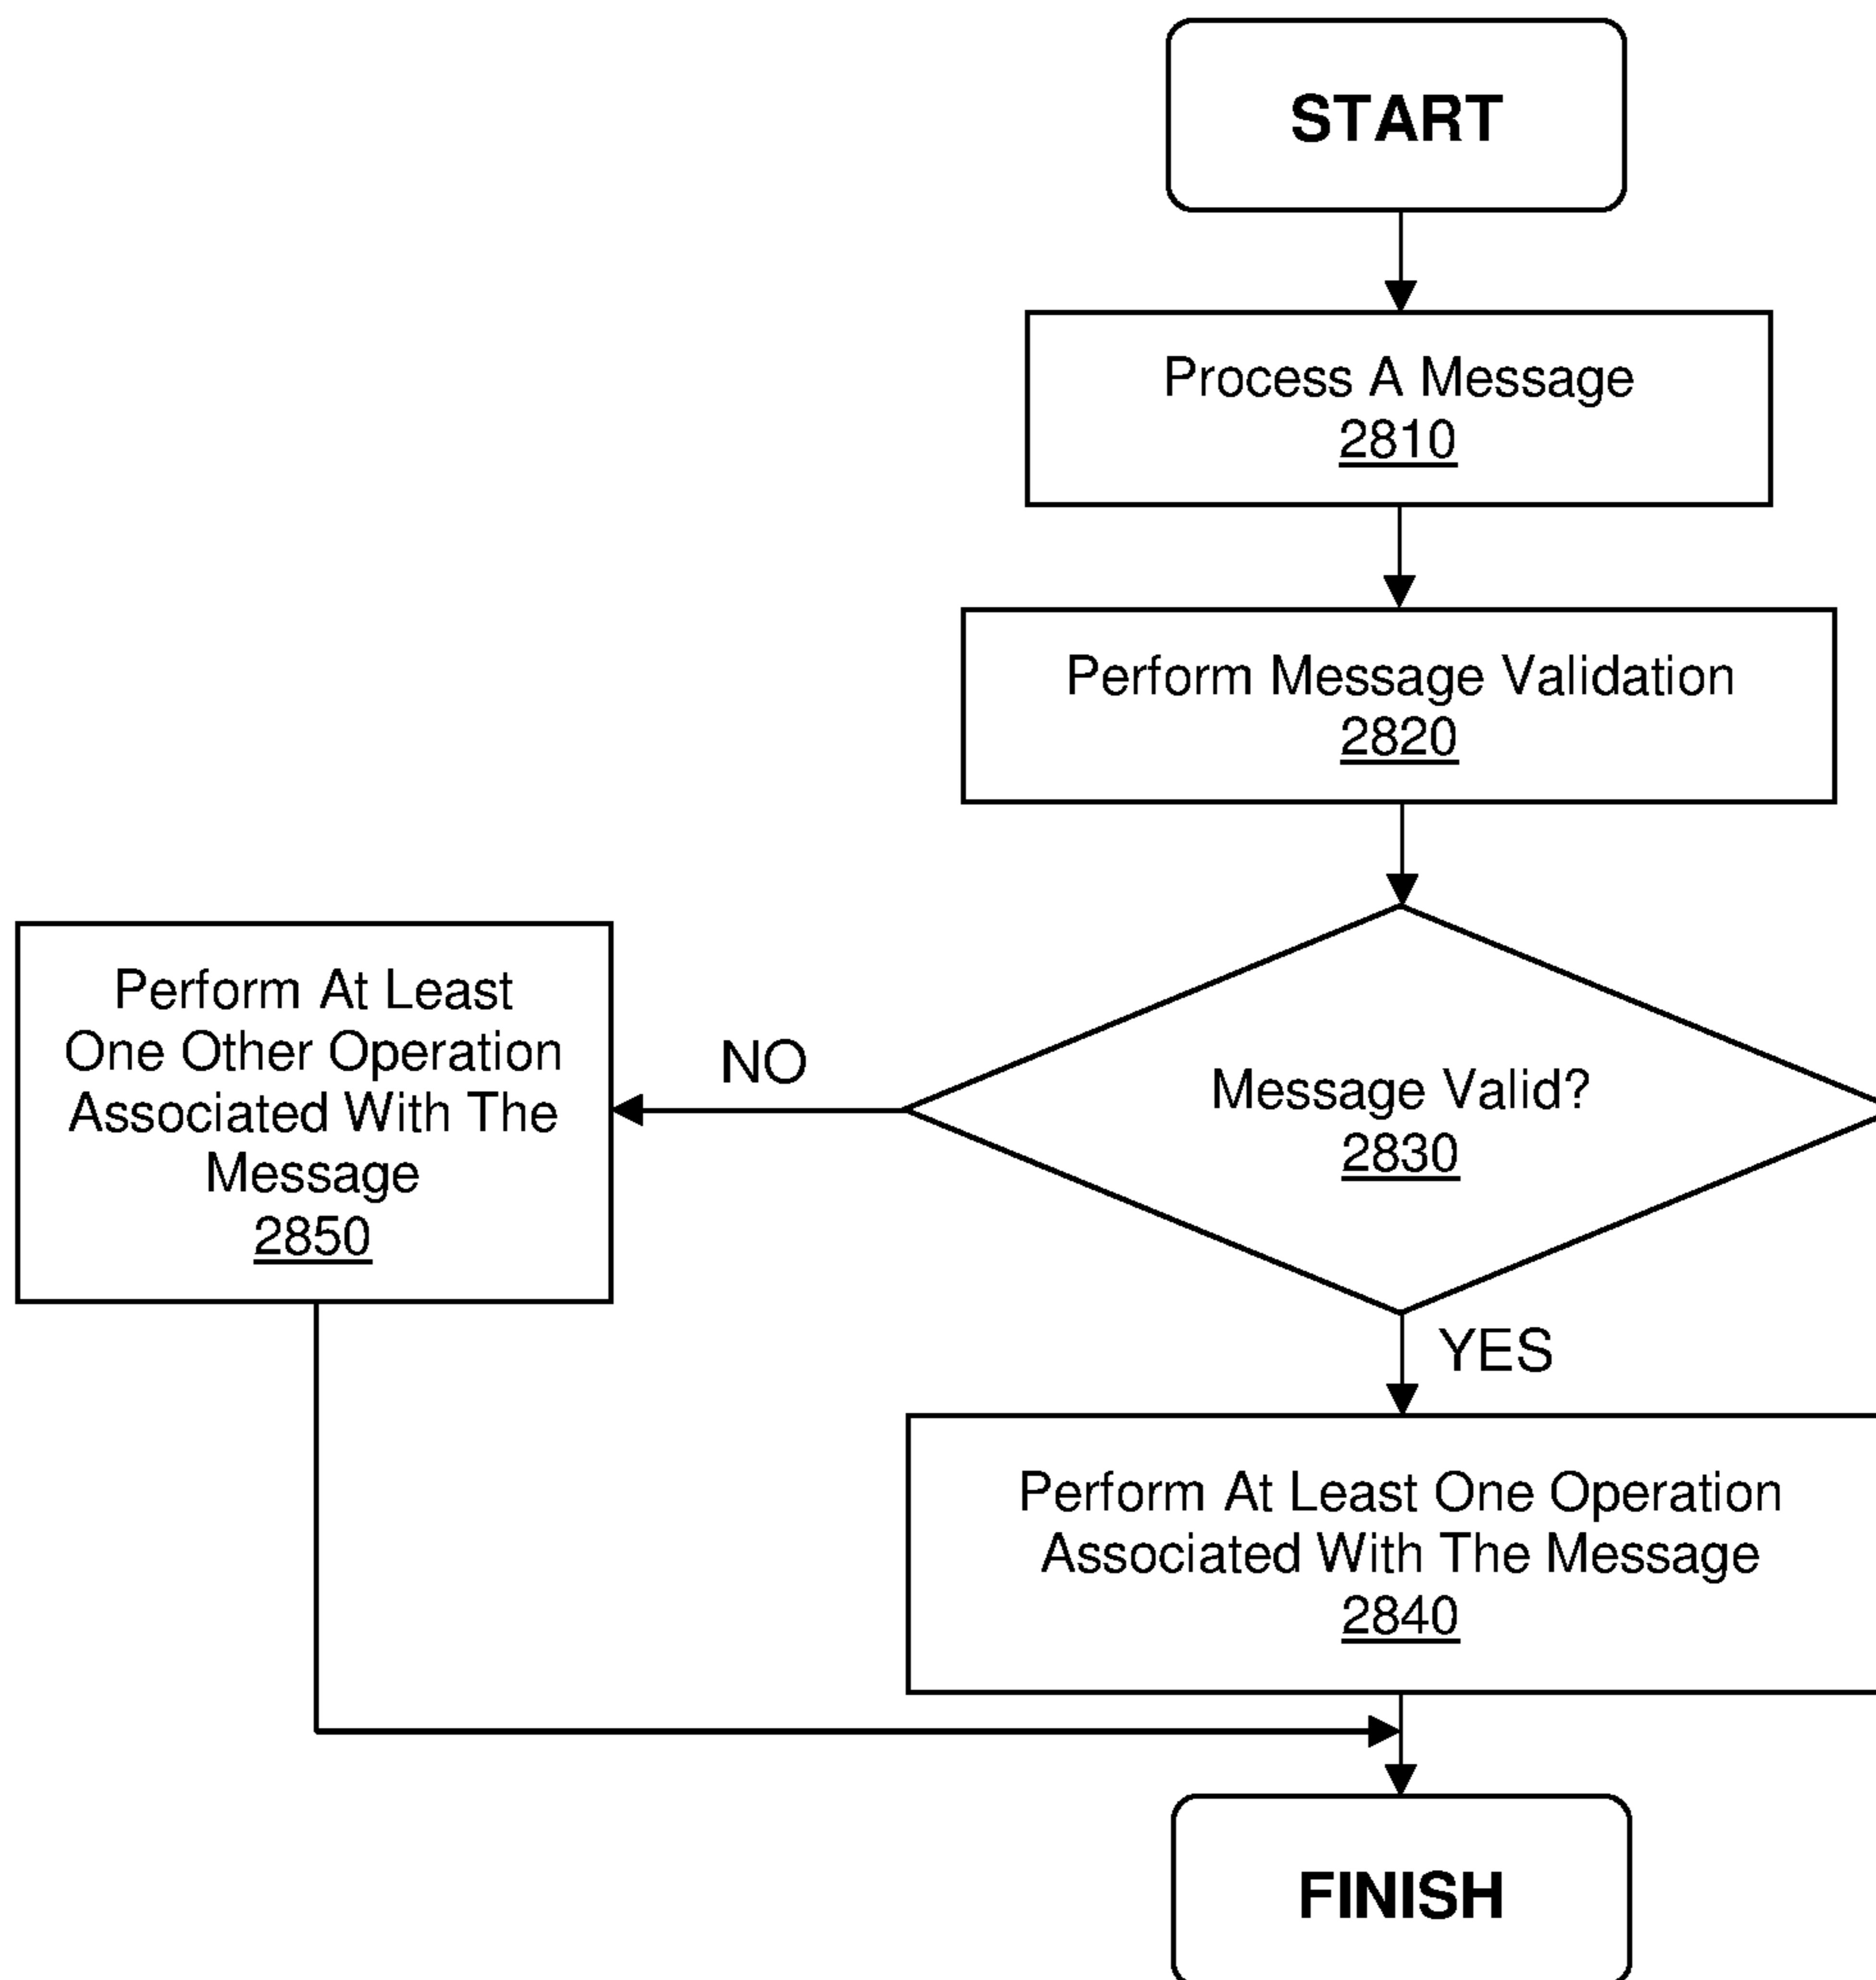 START
Process A Message
2810
Perform Message Validation
2820
Message Valid?
2830
NO
Perform At Least
One Other Operation
Associated With The
Message
2850
YES
Perform At Least One Operation
Associated With The Message
2840
FINISH